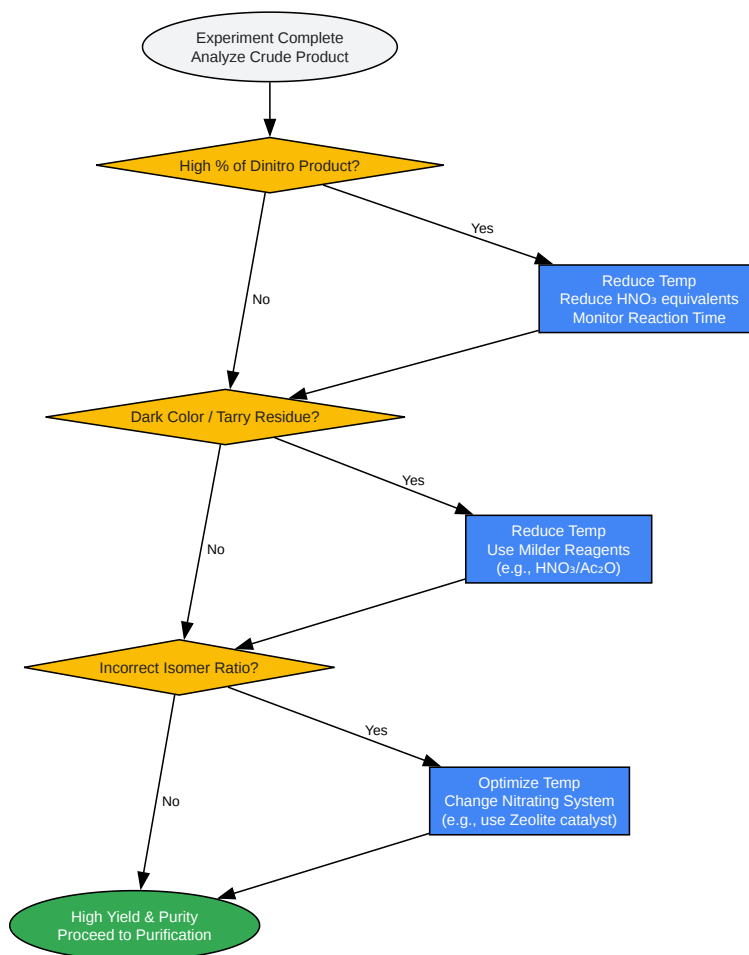 Experiment Complete
Analyze Crude Product
High % of Dinitro Product?
Yes
No
Reduce Temp
Reduce HNO₃ equivalents
Monitor Reaction Time
Dark Color / Tarry Residue?
Yes
No
Reduce Temp
Use Milder Reagents
(e.g., HNO₃/Ac₂O)
Incorrect Isomer Ratio?
Yes
No
Optimize Temp
Change Nitrating System
(e.g., use Zeolite catalyst)
High Yield & Purity
Proceed to Purification